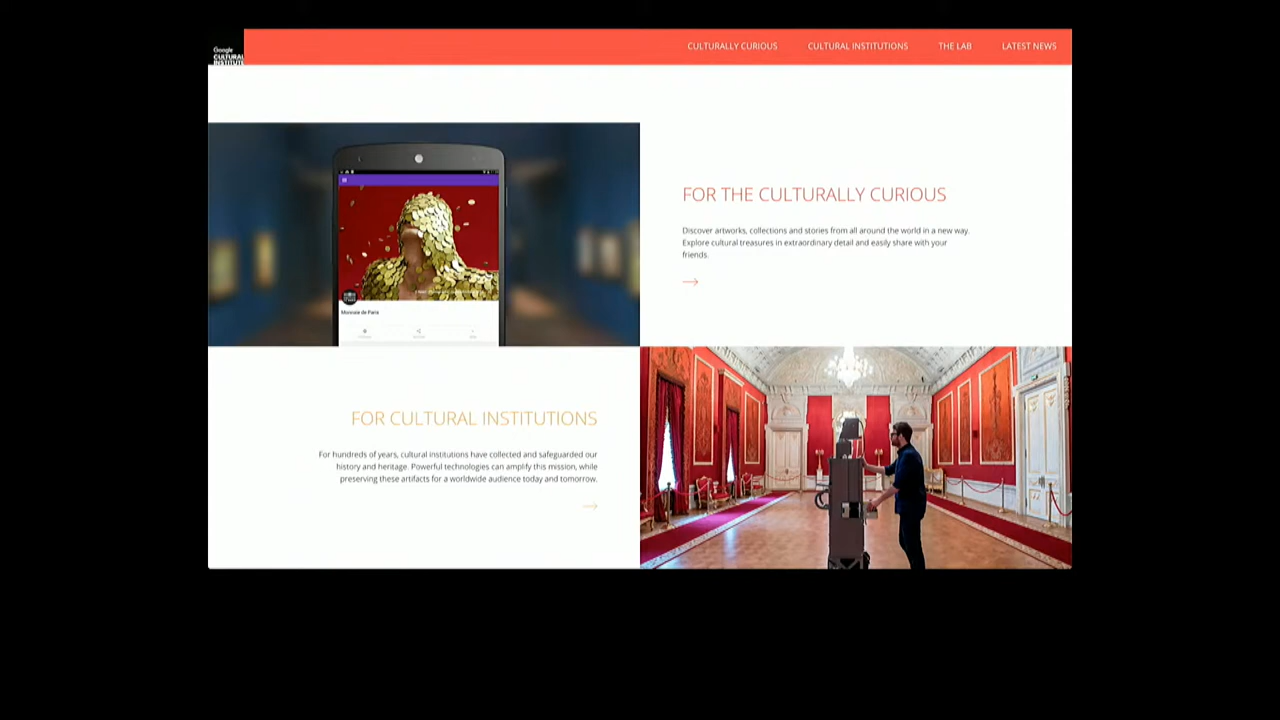 Google
CULTURAL
INSTITUTE
CULTURALLY CURIOUS
CULTURAL INSTITUTIONS
THE LAB
LATEST NEWS
Monnaie de Paris
FOR THE CULTURALLY CURIOUS
Discover artworks, collections and stories from all around the world in a new way.
Explore cultural treasures in extraordinary detail and easily share with your
friends.
FOR CULTURAL INSTITUTIONS
For hundreds of years, cultural institutions have collected and safeguarded our
history and heritage. Powerful technologies can amplify this mission, while
preserving these artifacts for a worldwide audience today and tomorrow.